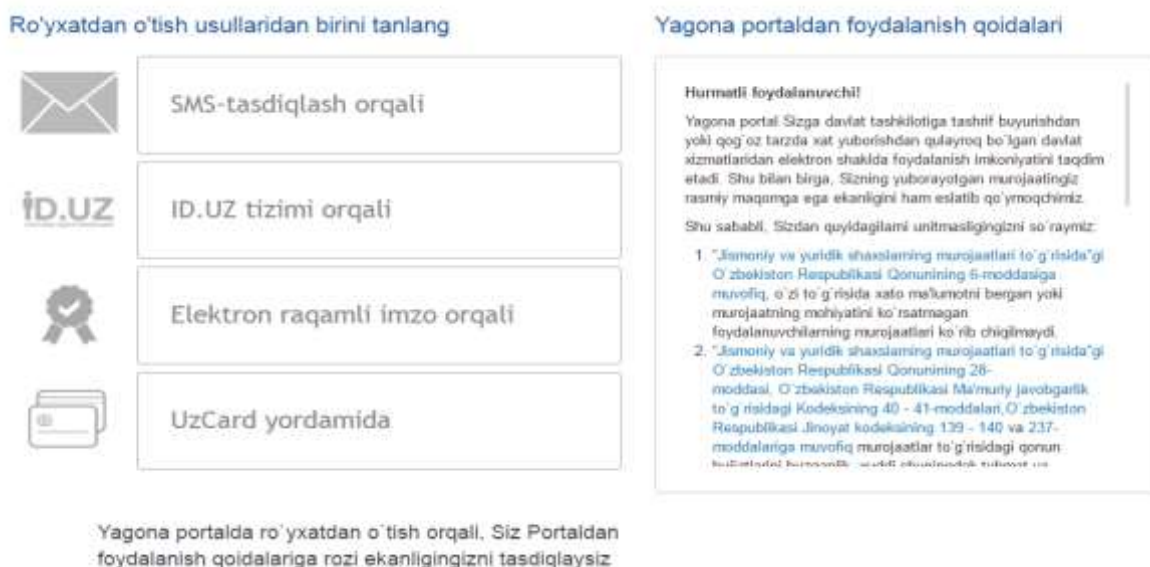 Ro'yxatdan o'tish usullaridan birini tanlang
SMS-tasdiqlash orqali
ID.UZ
ID.UZ tizimi orqali
Elektron raqamli imzo orqali
UzCard yordamida
Yagona portalda ro`yxatdan o`tish orqali, Siz Portaldan
foydalanish qoidalariga rozi ekanligingizni tasdiqlaysiz
Yagona portaldan foydalanish qoidalari
Hurmatli foydalanuvchi!
Yagona portal Sizga davlat tashkilotiga tashrif buyurishdan
yoki qog`oz tarzda xat yuborishdan qulayroq bo`lgan davlat
xizmatlaridan elektron shaklda foydalanish imkoniyatini taqdim
etadi. Shu bilan birga, Sizning yuborayotgan murojaatingiz
rasmiy maqomga ega ekanligini ham eslatib qo`ymoqchimiz.
Shu sababli, Sizdan quyidagilarni unitmasligingizni so`raymiz:
1. "Jismoniy va yuridik shaxslarning murojaatlari to`g`risida"gi
O`zbekiston Respublikasi Qonunining 6-moddasiga
muvofiq, o`zi to`g`risida xato ma'lumotni bergan yoki
murojaatning mohiyatini ko`rsatmagan
foydalanuvchilarning murojaatlari ko`rib chiqilmaydi.
2. "Jismoniy va yuridik shaxslarning murojaatlari to`g`risida"gi
O`zbekiston Respublikasi Qonunining 28-
moddasi, O`zbekiston Respublikasi Ma'muriy javobgarlik
to`g`risidagi Kodeksining 40 - 41-moddalari,O`zbekiston
Respublikasi Jinoyat kodeksining 139 - 140 va 237-
moddalariga muvofiq murojaatlar to`g`risidagi qonun